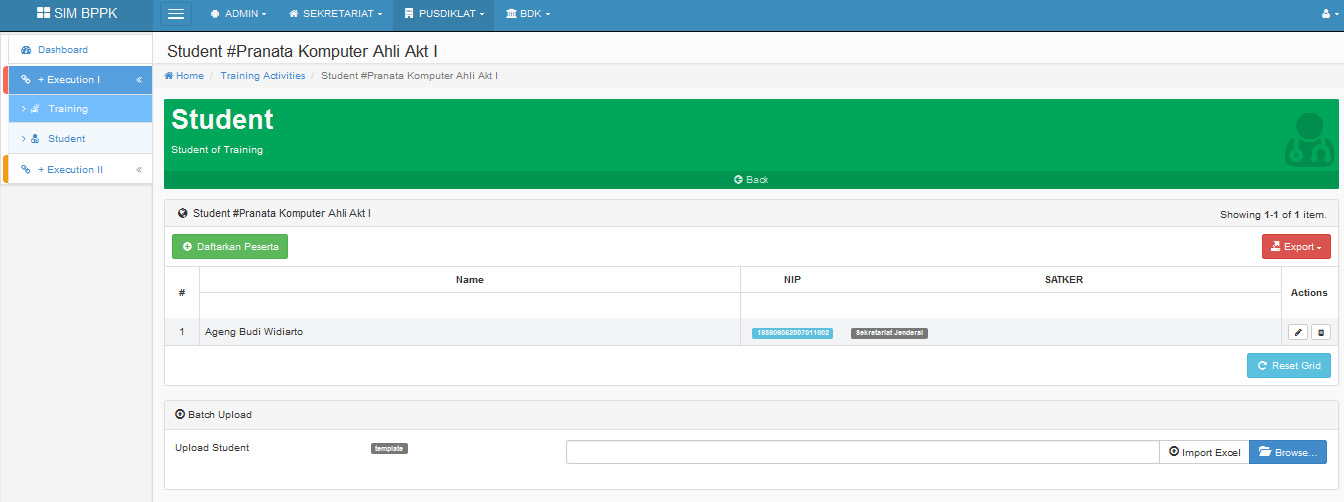 SIM BPPK
ADMIN SEKRETARIAT PUSDIKLAT BDK
Dashboard
+ Execution I
Training
Student
+ Execution II
Student #Pranata Komputer Ahli Akt I
Home / Training Activities / Student #Pranata Komputer Ahli Akt I
Student
Student of Training
Back
Student #Pranata Komputer Ahli Akt I
Showing 1-1 of 1 item.
Daftarkan Peserta
Export
# Name NIP SATKER Actions
1 Ageng Budi Widiarto Sekretariat Jenderal
Reset Grid
Batch Upload
Upload Student template Import Excel Browse...